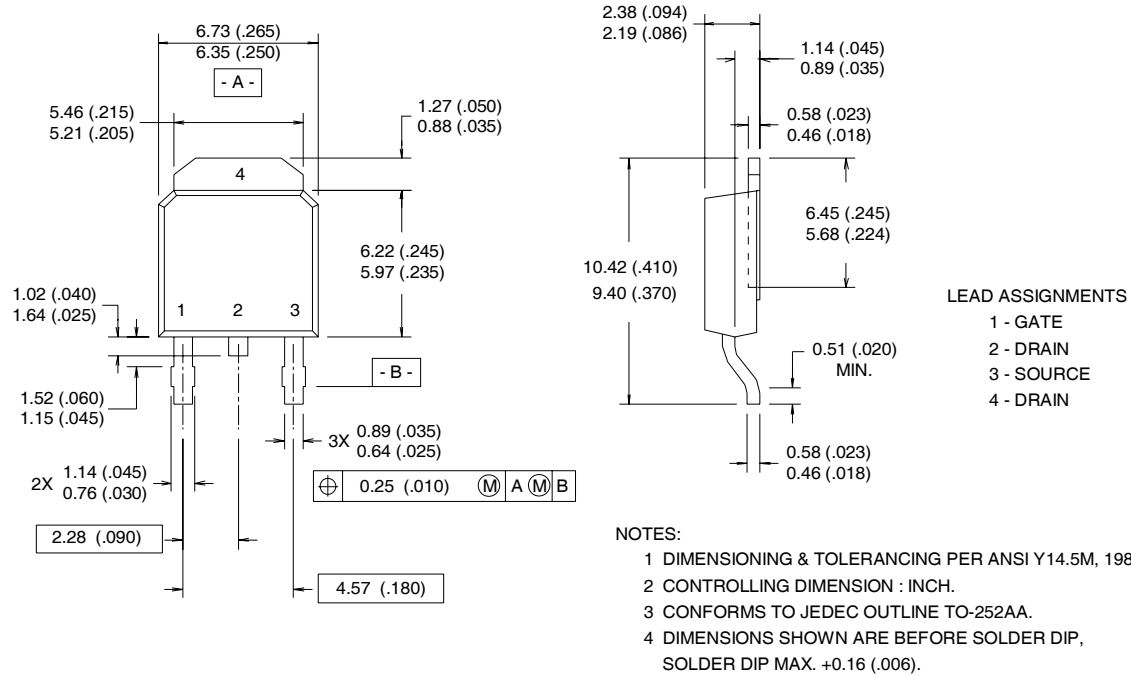 6.73 (.265)
6.35 (.250)
- A -
5.46 (.215)
5.21 (.205)
1.27 (.050)
0.88 (.035)
4
6.22 (.245)
5.97 (.235)
1.02 (.040)
1.64 (.025)
1 2 3
- B -
1.52 (.060)
1.15 (.045)
3X 0.89 (.035)
0.64 (.025)
2X 1.14 (.045)
0.76 (.030)
⌖ 0.25 (.010) Ⓜ A Ⓜ B
2.28 (.090)
4.57 (.180)
2.38 (.094)
2.19 (.086)
1.14 (.045)
0.89 (.035)
0.58 (.023)
0.46 (.018)
6.45 (.245)
5.68 (.224)
10.42 (.410)
9.40 (.370)
0.51 (.020)
MIN.
0.58 (.023)
0.46 (.018)
LEAD ASSIGNMENTS
1 - GATE
2 - DRAIN
3 - SOURCE
4 - DRAIN
NOTES:
1 DIMENSIONING & TOLERANCING PER ANSI Y14.5M, 198
2 CONTROLLING DIMENSION : INCH.
3 CONFORMS TO JEDEC OUTLINE TO-252AA.
4 DIMENSIONS SHOWN ARE BEFORE SOLDER DIP,
SOLDER DIP MAX. +0.16 (.006).